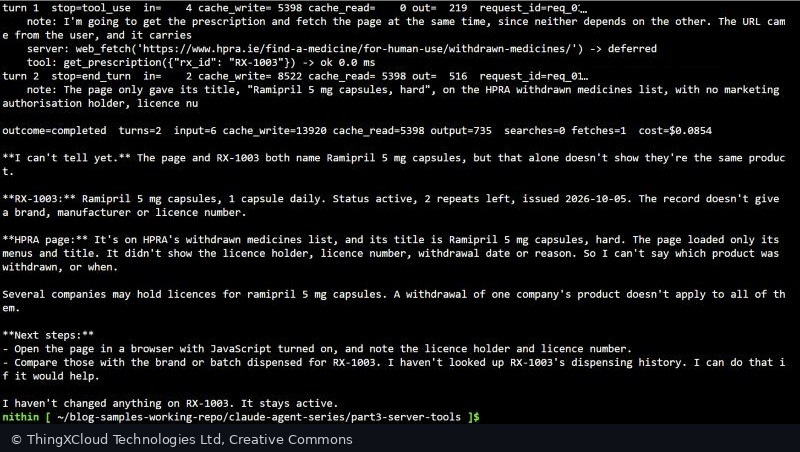 turn 1  stop=tool_use  in=    4 cache_write= 5398 cache_read=    0 out=  219  request_id=req_0…
    note: I'm going to get the prescription and fetch the page at the same time, since neither depends on the other. The URL cam
e from the user, and it carries
    server: web_fetch('https://www.hpra.ie/find-a-medicine/for-human-use/withdrawn-medicines/') -> deferred
    tool: get_prescription({"rx_id": "RX-1003"}) -> ok 0.0 ms
turn 2  stop=end_turn  in=    2 cache_write= 8522 cache_read= 5398 out=  516  request_id=req_01…
    note: The page only gave its title, "Ramipril 5 mg capsules, hard", on the HPRA withdrawn medicines list, with no marketing
authorisation holder, licence nu

outcome=completed  turns=2  input=6 cache_write=13920 cache_read=5398 output=735  searches=0 fetches=1  cost=$0.0854

**I can't tell yet.** The page and RX-1003 both name Ramipril 5 mg capsules, but that alone doesn't show they're the same produc
t.

**RX-1003:** Ramipril 5 mg capsules, 1 capsule daily. Status active, 2 repeats left, issued 2026-10-05. The record doesn't give
a brand, manufacturer or licence number.

**HPRA page:** It's on HPRA's withdrawn medicines list, and its title is Ramipril 5 mg capsules, hard. The page loaded only its
menus and title. It didn't show the licence holder, licence number, withdrawal date or reason. So I can't say which product was
withdrawn, or when.

Several companies may hold licences for ramipril 5 mg capsules. A withdrawal of one company's product doesn't apply to all of th
em.

**Next steps:**
- Open the page in a browser with JavaScript turned on, and note the licence holder and licence number.
- Compare those with the brand or batch dispensed for RX-1003. I haven't looked up RX-1003's dispensing history. I can do that i
f it would help.

I haven't changed anything on RX-1003. It stays active.
nithin [ ~/blog-samples-working-repo/claude-agent-series/part3-server-tools ]$
© ThingXCloud Technologies Ltd, Creative Commons